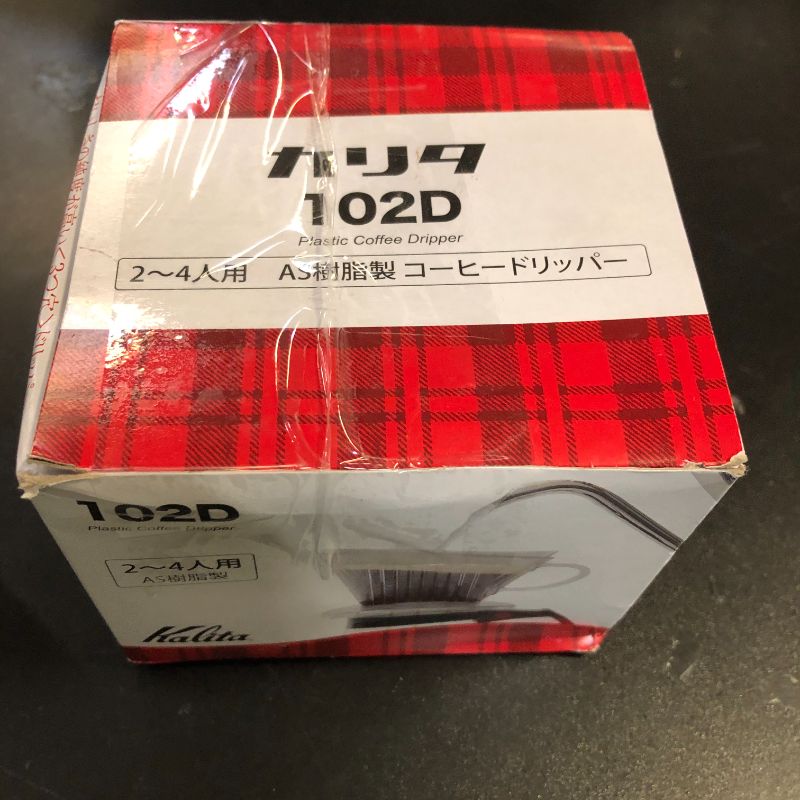 カリタ
102D
Plastic Coffee Dripper
2～4人用 AS樹脂製 コーヒードリッパー
102D
Plastic Coffee Dripper
2～4人用
AS樹脂製
Kalita